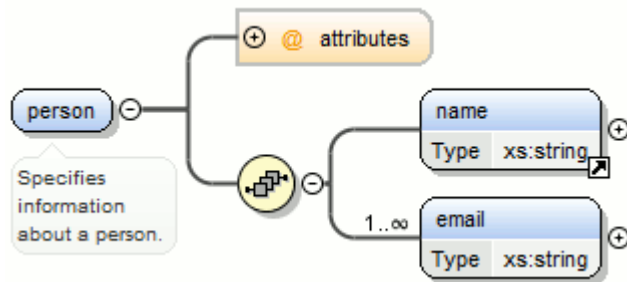 @ attributes
person
Specifies
information
about a person.
name
Type xs:string
1..∞
email
Type xs:string